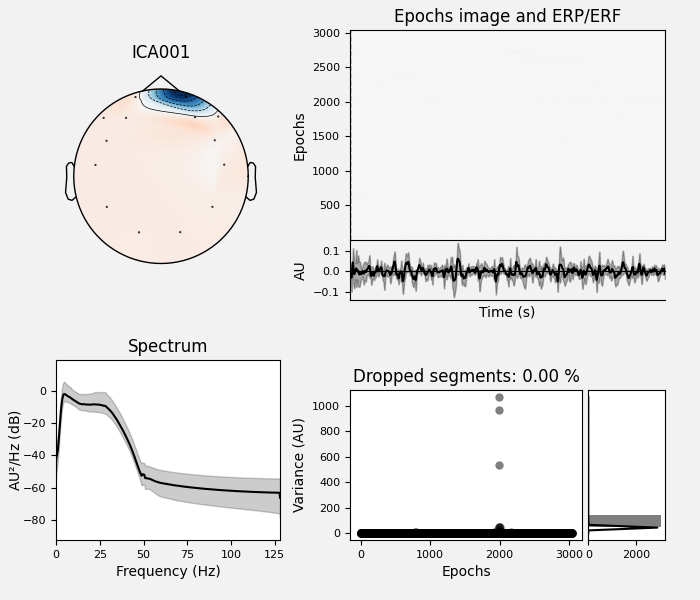 ICA001
Epochs image and ERP/ERF
3000
2500
2000
1500
1000
500
Epochs
0.1
0.0
−0.1
AU
Time (s)
Spectrum
0
−20
−40
−60
−80
AU²/Hz (dB)
0 25 50 75 100 125
Frequency (Hz)
Dropped segments: 0.00 %
1000
800
600
400
200
0
Variance (AU)
0 1000 2000 3000
Epochs
0 2000